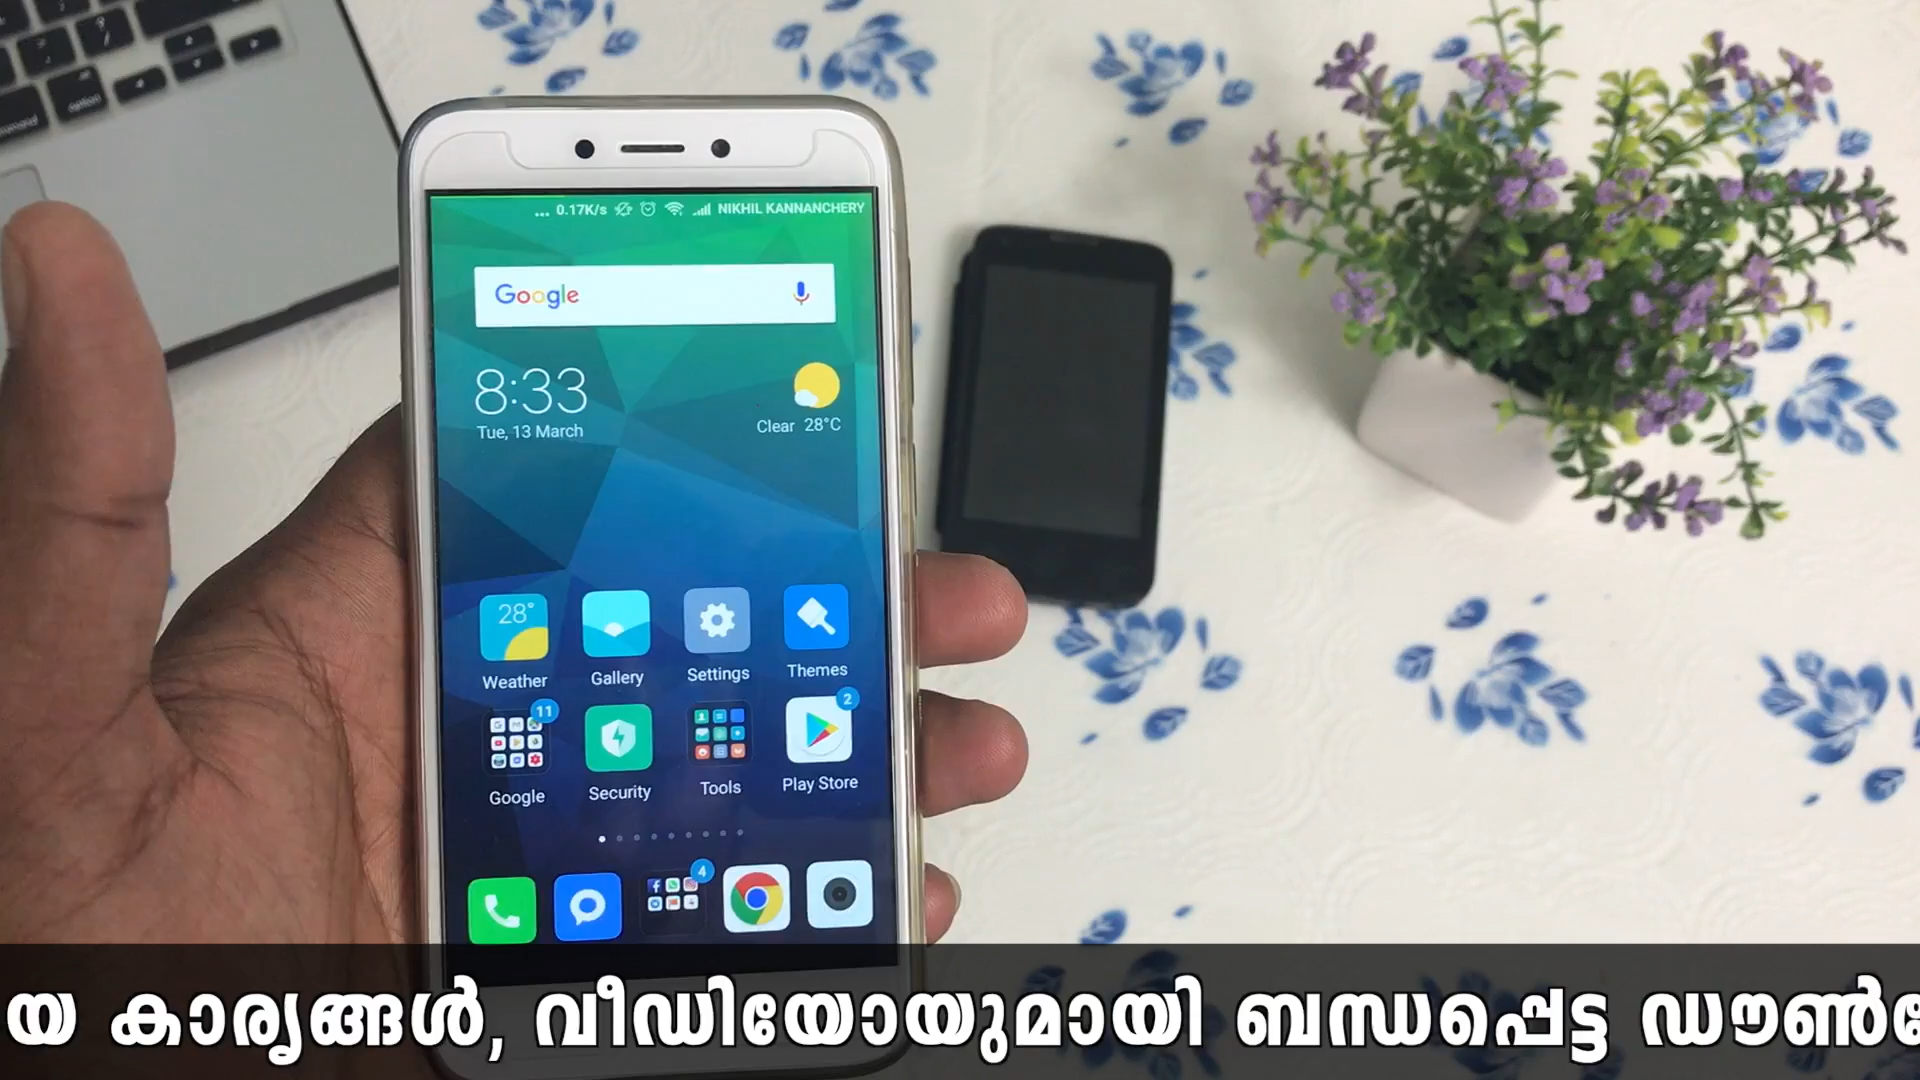 option
... 0.17K/s NIKHIL KANNANCHERY
Google
8:33
Tue, 13 March
Clear 28°C
28°
Weather
Gallery
Settings
Themes
11
2
Google
Security
Tools
Play Store
4
യ കാര്യങ്ങൾ, വീഡിയോയുമായി ബന്ധപ്പെട്ട